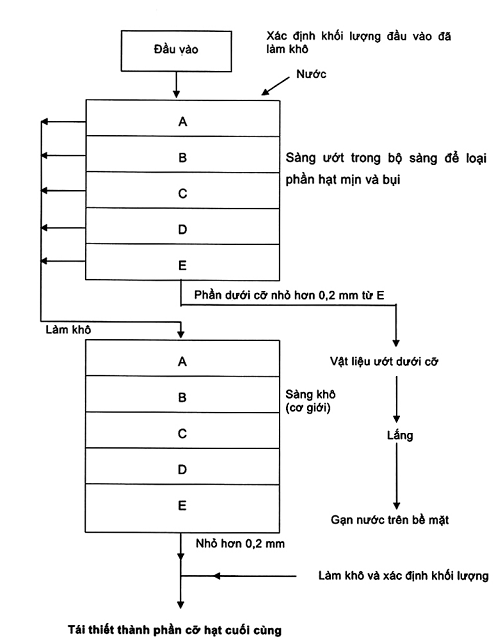 Đầu vào
Xác định khối lượng đầu vào đã
làm khô
Nước
A
B
C
D
E
Sàng ướt trong bộ sàng để loại
phần hạt mịn và bụi
Phần dưới cỡ nhỏ hơn 0,2 mm từ E
Làm khô
Vật liệu ướt dưới cỡ
A
B
C
D
E
Sàng khô
(cơ giới)
Lắng
Gạn nước trên bề mặt
Nhỏ hơn 0,2 mm
Làm khô và xác định khối lượng
Tái thiết thành phần cỡ hạt cuối cùng